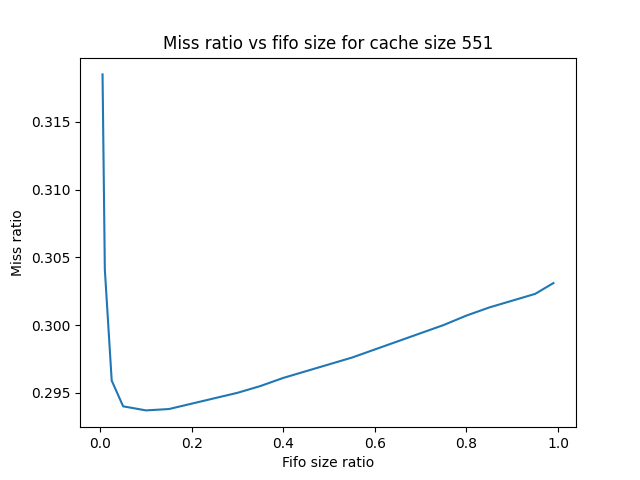 Miss ratio vs fifo size for cache size 551
Miss ratio
0.315
0.310
0.305
0.300
0.295
0.0 0.2 0.4 0.6 0.8 1.0
Fifo size ratio